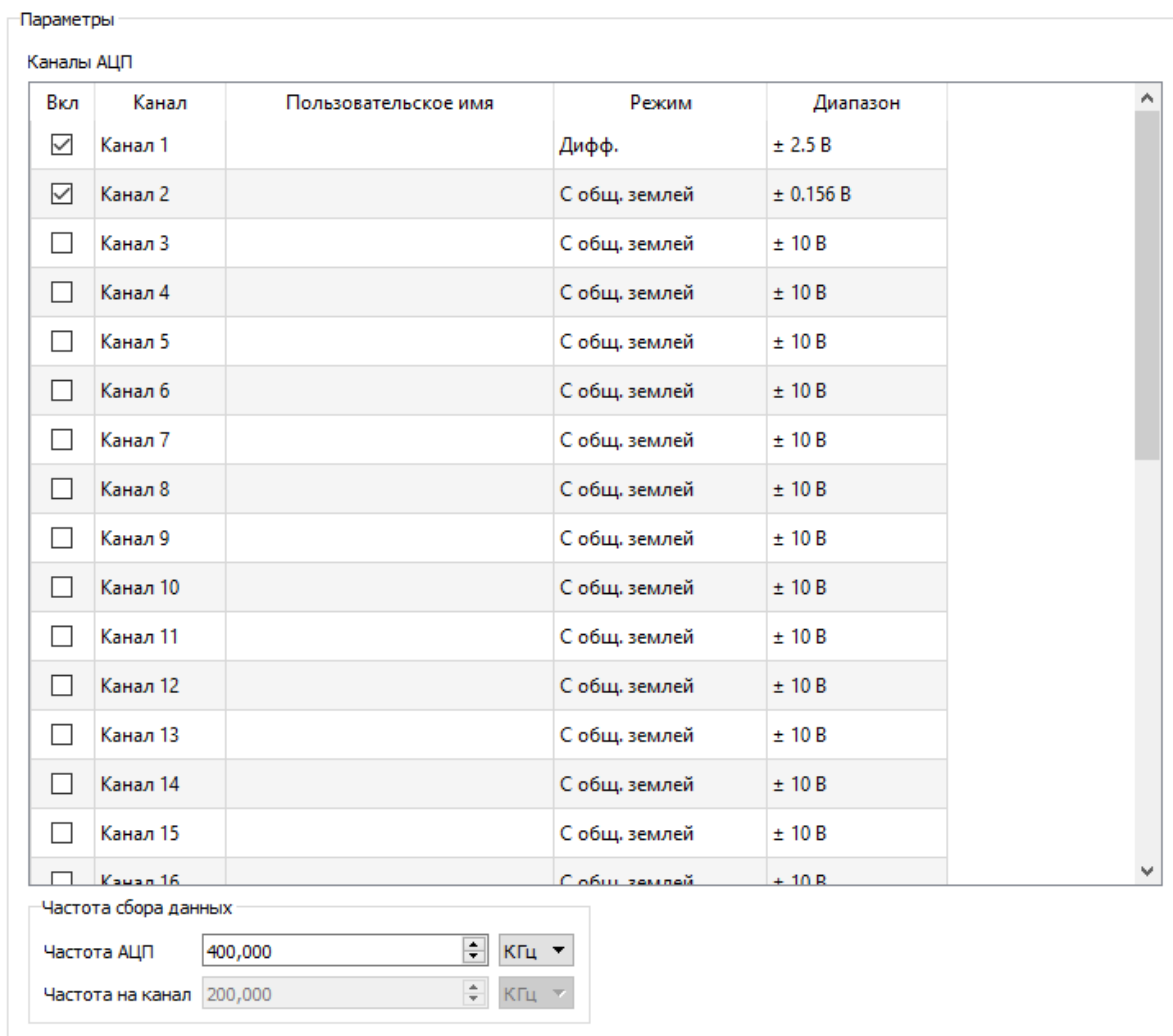 Параметры
Каналы АЦП
Вкл Канал Пользовательское имя Режим Диапазон
Канал 1 Дифф. ± 2.5 В
Канал 2 С общ. землей ± 0.156 В
Канал 3 С общ. землей ± 10 В
Канал 4 С общ. землей ± 10 В
Канал 5 С общ. землей ± 10 В
Канал 6 С общ. землей ± 10 В
Канал 7 С общ. землей ± 10 В
Канал 8 С общ. землей ± 10 В
Канал 9 С общ. землей ± 10 В
Канал 10 С общ. землей ± 10 В
Канал 11 С общ. землей ± 10 В
Канал 12 С общ. землей ± 10 В
Канал 13 С общ. землей ± 10 В
Канал 14 С общ. землей ± 10 В
Канал 15 С общ. землей ± 10 В
Канал 16 С общ. землей ± 10 В
Частота сбора данных
Частота АЦП 400,000 КГц
Частота на канал 200,000 КГц